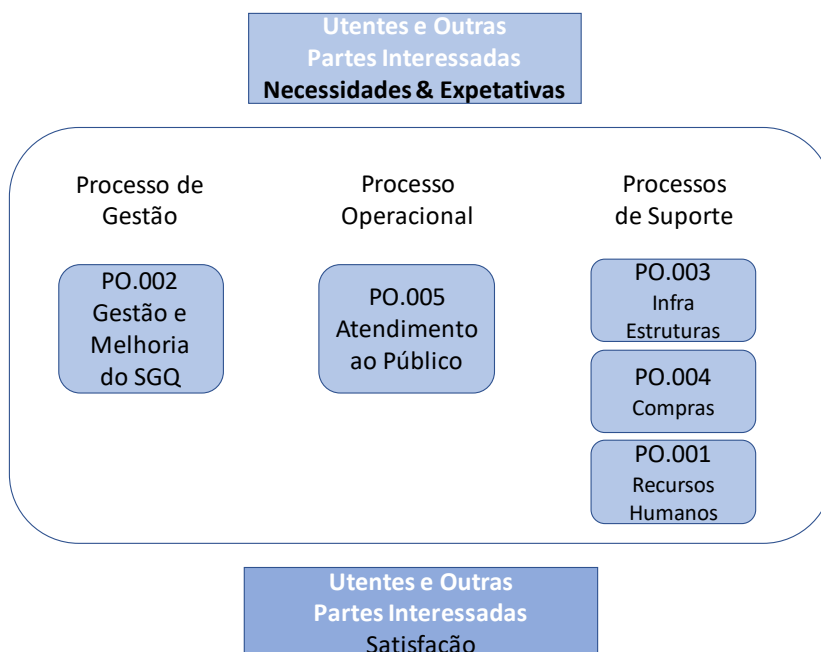 Utentes e Outras
Partes Interessadas
Necessidades & Expetativas
Processo de
Gestão
PO.002
Gestão e
Melhoria
do SGQ
Processo
Operacional
PO.005
Atendimento
ao Público
Processos
de Suporte
PO.003
Infra
Estruturas
PO.004
Compras
PO.001
Recursos
Humanos
Utentes e Outras
Partes Interessadas
Satisfação